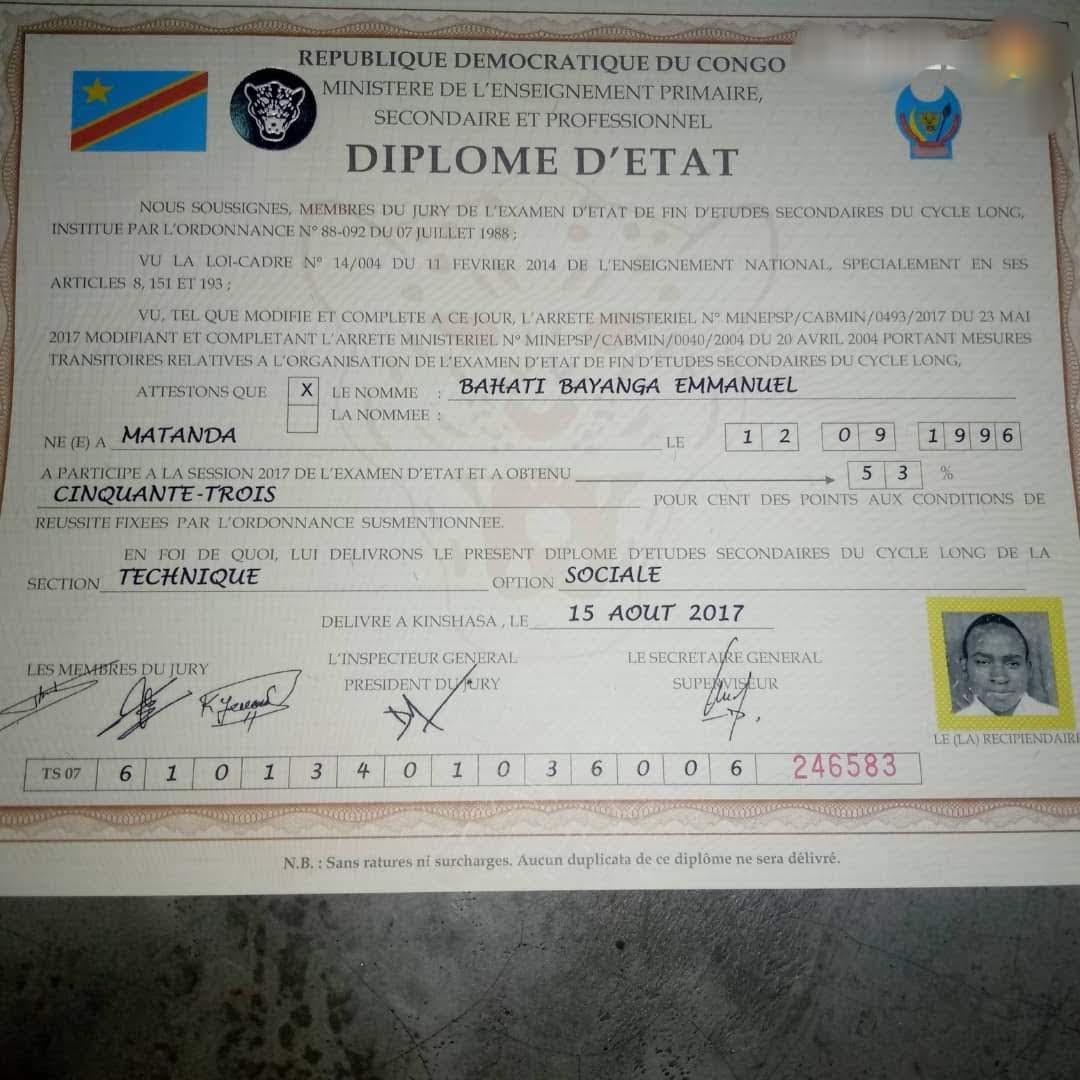 REPUBLIQUE DEMOCRATIQUE DU CONGO
MINISTERE DE L'ENSEIGNEMENT PRIMAIRE,
SECONDAIRE ET PROFESSIONNEL
DIPLOME D'ETAT
NOUS SOUSSIGNES, MEMBRES DU JURY DE L'EXAMEN D'ETAT DE FIN D'ETUDES SECONDAIRES DU CYCLE LONG,
INSTITUE PAR L'ORDONNANCE N° 88-092 DU 07 JUILLET 1988 ;
VU LA LOI-CADRE N° 14/004 DU 11 FEVRIER 2014 DE L'ENSEIGNEMENT NATIONAL, SPECIALEMENT EN SES
ARTICLES 8, 151 ET 193 ;
VU, TEL QUE MODIFIE ET COMPLETE A CE JOUR, L'ARRETE MINISTERIEL N° MINEPSP/CABMIN/0493/2017 DU 23 MAI
2017 MODIFIANT ET COMPLETANT L'ARRETE MINISTERIEL N° MINEPSP/CABMIN/0040/2004 DU 20 AVRIL 2004 PORTANT MESURES
TRANSITOIRES RELATIVES A L'ORGANISATION DE L'EXAMEN D'ETAT DE FIN D'ETUDES SECONDAIRES DU CYCLE LONG,
ATTESTONS QUE X LE NOMME : BAHATI BAYANGA EMMANUEL
LA NOMMEE :
NE (E) A MATANDA LE 12 09 1996
A PARTICIPE A LA SESSION 2017 DE L'EXAMEN D'ETAT ET A OBTENU 53 %
CINQUANTE-TROIS POUR CENT DES POINTS AUX CONDITIONS DE
REUSSITE FIXEES PAR L'ORDONNANCE SUSMENTIONNEE.
EN FOI DE QUOI, LUI DELIVRONS LE PRESENT DIPLOME D'ETUDES SECONDAIRES DU CYCLE LONG DE LA
SECTION TECHNIQUE OPTION SOCIALE
DELIVRE A KINSHASA , LE 15 AOUT 2017
LES MEMBRES DU JURY
L'INSPECTEUR GENERAL
PRESIDENT DU JURY
LE SECRETAIRE GENERAL
SUPERVISEUR
LE (LA) RECIPIENDAIRE
TS 07 6 1 0 1 3 4 0 1 0 3 6 0 0 6 246583
N.B. : Sans ratures ni surcharges. Aucun duplicata de ce diplôme ne sera délivré.